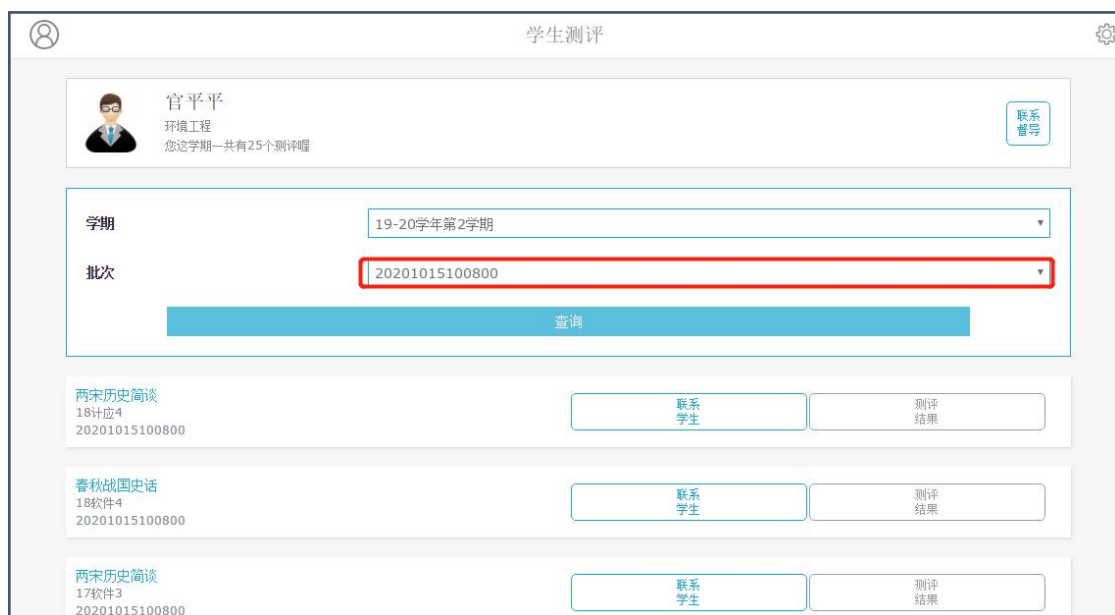 学生测评
官平平
环境工程
您这学期一共有25个测评喔
联系
督导
学期
19-20学年第2学期
批次
20201015100800
查询
两宋历史简谈
18计应4
20201015100800
联系
学生
测评
结果
春秋战国史话
18软件4
20201015100800
联系
学生
测评
结果
两宋历史简谈
17软件3
20201015100800
联系
学生
测评
结果